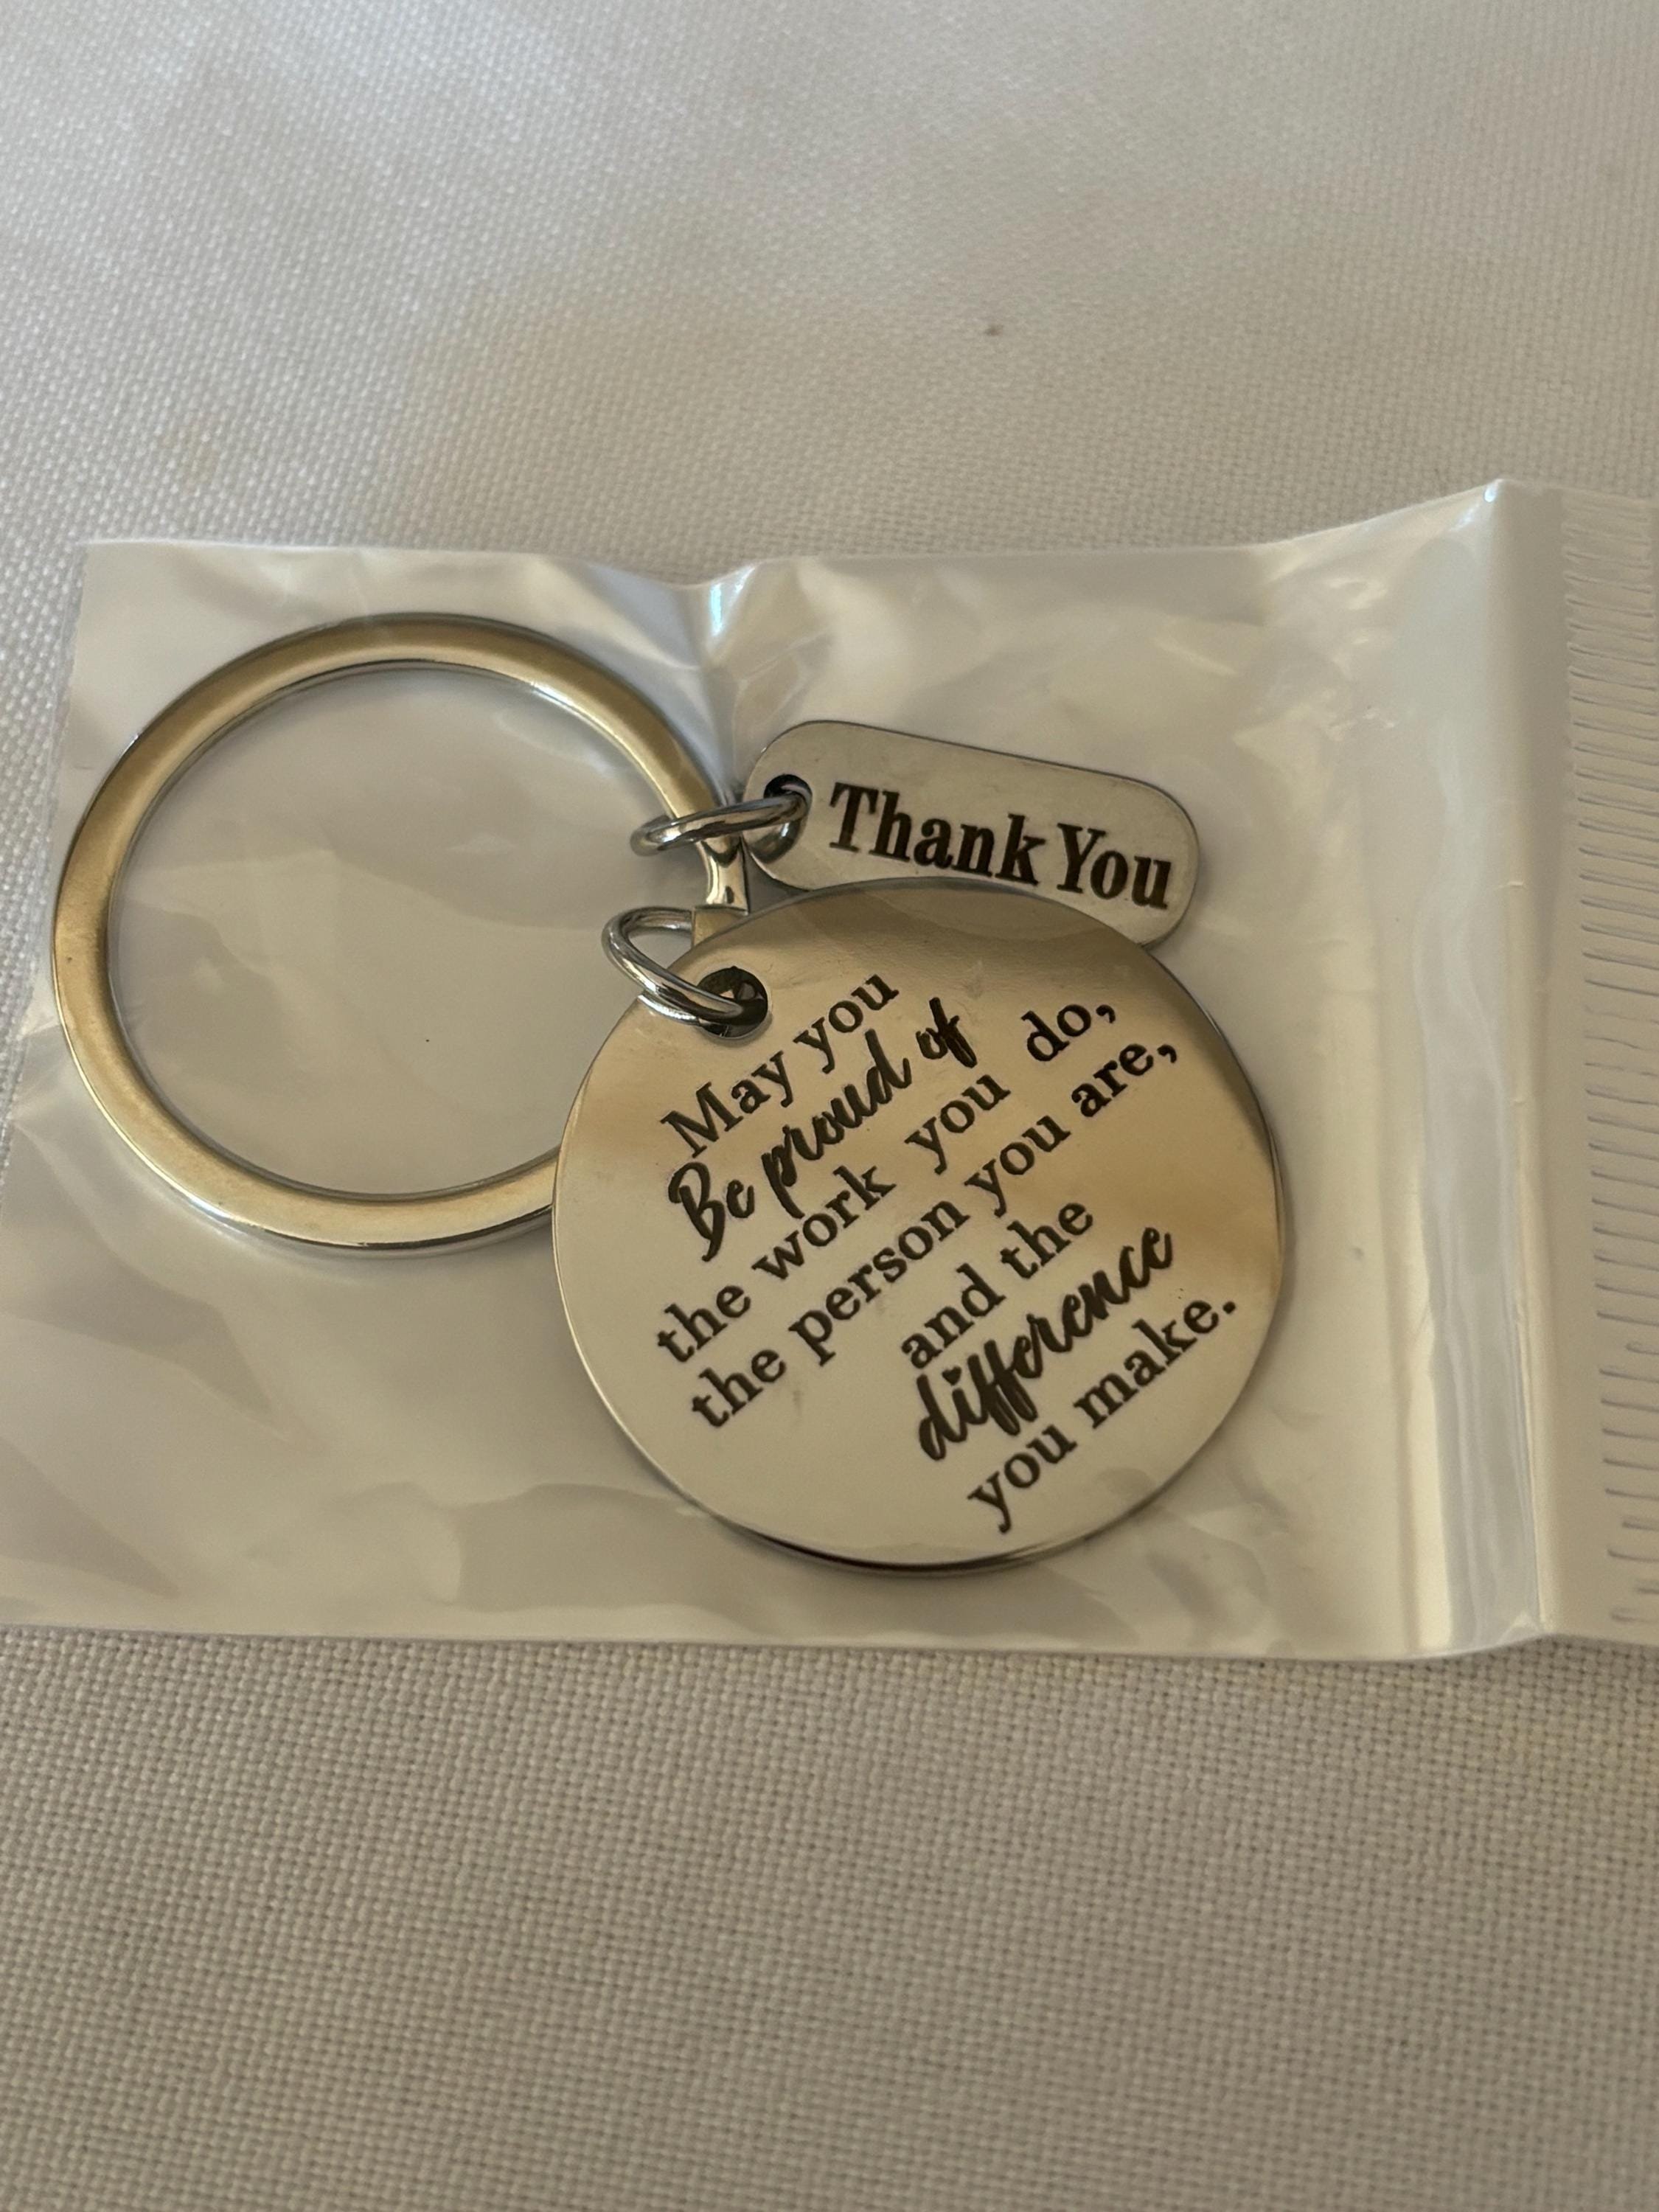 Thank You
May you
Be proud of
the work you do,
the person you are,
and the
difference
you make.